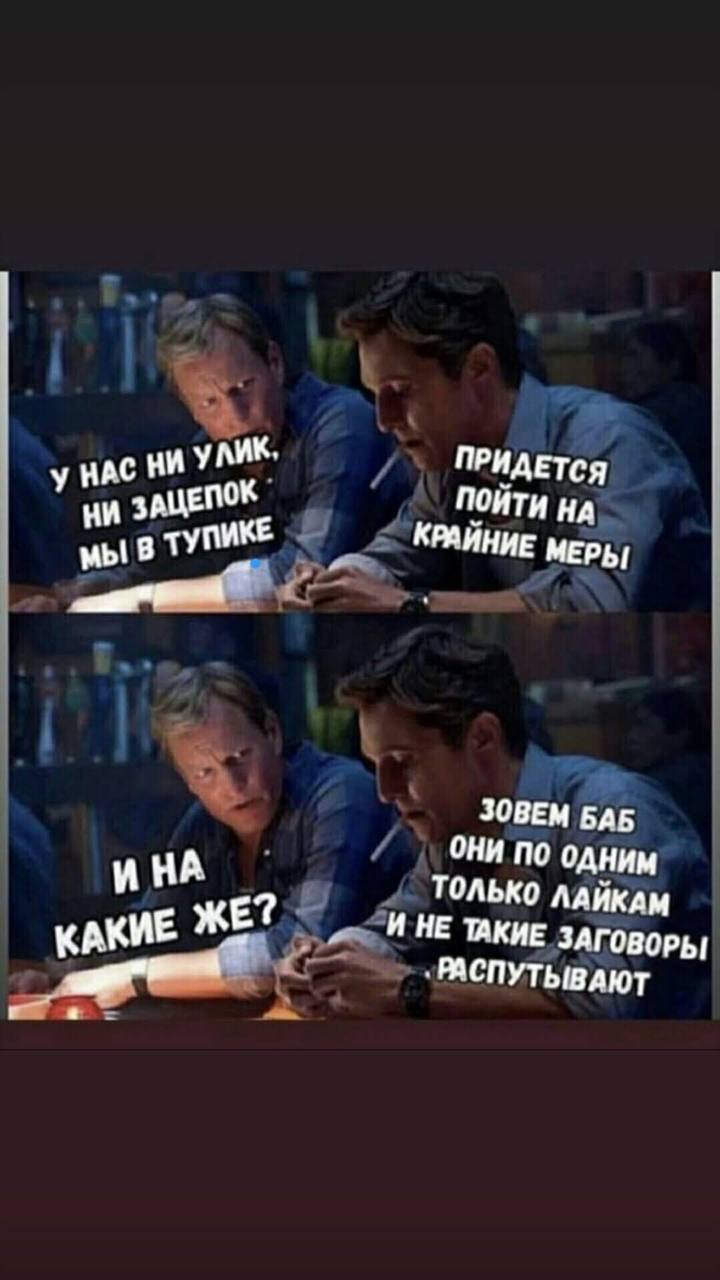 У НАС НИ УЛИК,
НИ ЗАЦЕПОК
МЫ В ТУПИКЕ
ПРИДЕТСЯ
ПОЙТИ НА
КРАЙНИЕ МЕРЫ
И НА
КАКИЕ ЖЕ?
ЗОВЕМ БАБ
ОНИ ПО ОДНИМ
ТОЛЬКО ЛАЙКАМ
И НЕ ТАКИЕ ЗАГОВОРЫ
РАСПУТЫВАЮТ